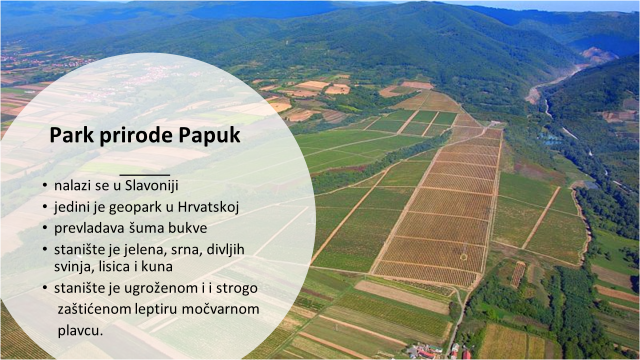 Park prirode Papuk
• nalazi se u Slavoniji
• jedini je geopark u Hrvatskoj
• prevladava šuma bukve
• stanište je jelena, srna, divljih
svinja, lisica i kuna
• stanište je ugroženom i i strogo
zaštićenom leptiru močvarnom
plavcu.